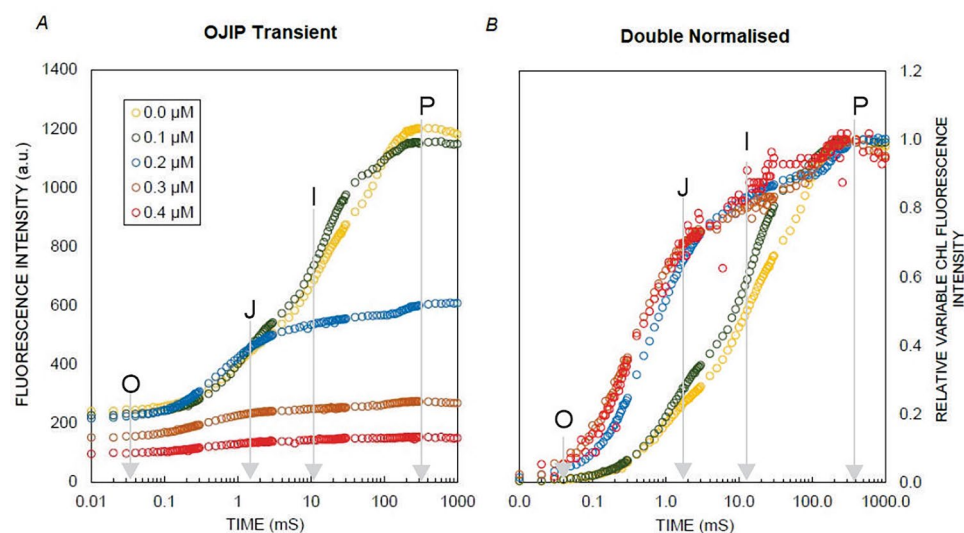 A
OJIP Transient
1400
1200
1000
800
600
400
200
0
FLUORESCENCE INTENSITY (a.u.)
0.0 µM
0.1 µM
0.2 µM
0.3 µM
0.4 µM
O
J
I
P
0.01
0.1
1
10
100
1000
TIME (mS)
B
Double Normalised
O
J
I
P
1.2
1.0
0.8
0.6
0.4
0.2
0.0
RELATIVE VARIABLE CHL FLUORESCENCE
INTENSITY
0.0
0.1
1.0
10.0
100.0
1000.0
TIME (mS)